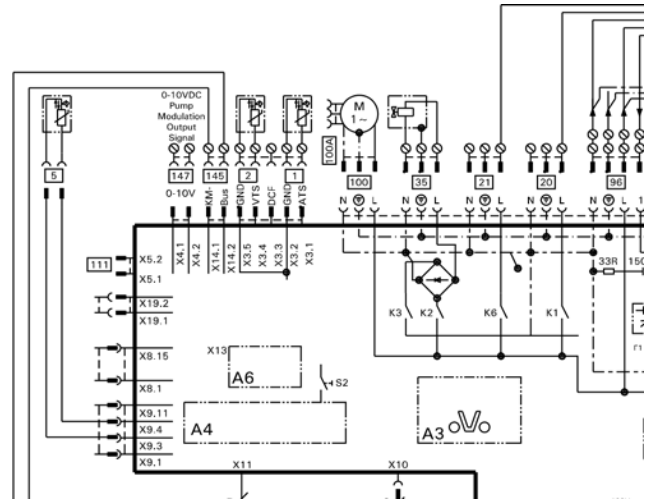 0-10VDC
Pump
Modulation
Output
Signal
M
1~
100A
5
147
145
2
1
100
35
21
20
96
0-10V
KM-
Bus
GND
VTS
DCF
GND
ATS
N
L
N
L
N
L
N
L
N
L
1
111
X5.2
X5.1
X4.1
X4.2
X14.1
X14.2
X3.5
X3.4
X3.3
X3.2
X3.1
X19.2
X19.1
33R
K3
K2
K6
K1
X8.15
X13
A6
S2
X8.1
X9.11
X9.4
X9.3
X9.1
A4
A3
X11
X10